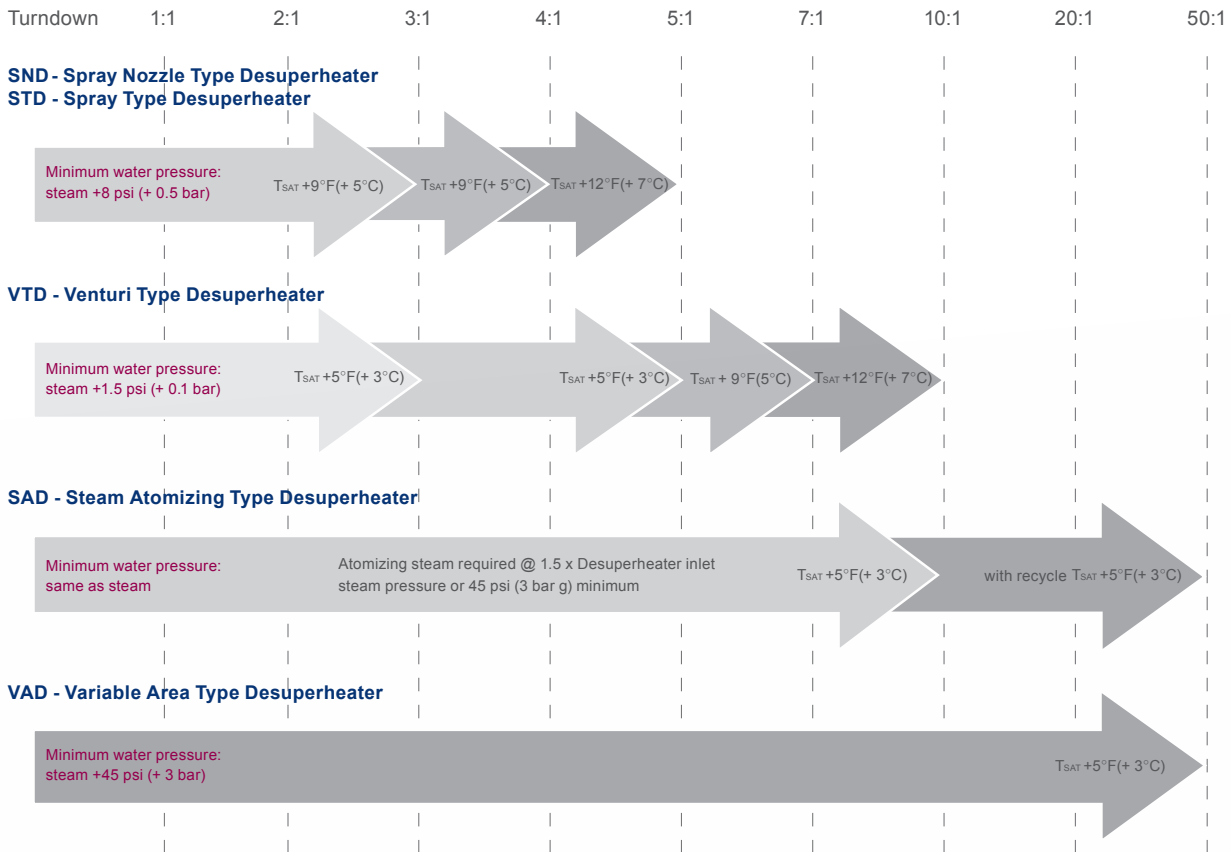 Turndown 1:1 2:1 3:1 4:1 5:1 7:1 10:1 20:1 50:1
SND - Spray Nozzle Type Desuperheater
STD - Spray Type Desuperheater
Minimum water pressure:
steam +8 psi (+ 0.5 bar)
TSAT +9°F(+ 5°C)
TSAT +9°F(+ 5°C)
TSAT +12°F(+ 7°C)
VTD - Venturi Type Desuperheater
Minimum water pressure:
steam +1.5 psi (+ 0.1 bar)
TSAT +5°F(+ 3°C)
TSAT +5°F(+ 3°C)
TSAT + 9°F(5°C)
TSAT +12°F(+ 7°C)
SAD - Steam Atomizing Type Desuperheater
Minimum water pressure:
same as steam
Atomizing steam required @ 1.5 x Desuperheater inlet
steam pressure or 45 psi (3 bar g) minimum
TSAT +5°F(+ 3°C)
with recycle TSAT +5°F(+ 3°C)
VAD - Variable Area Type Desuperheater
Minimum water pressure:
steam +45 psi (+ 3 bar)
TSAT +5°F(+ 3°C)